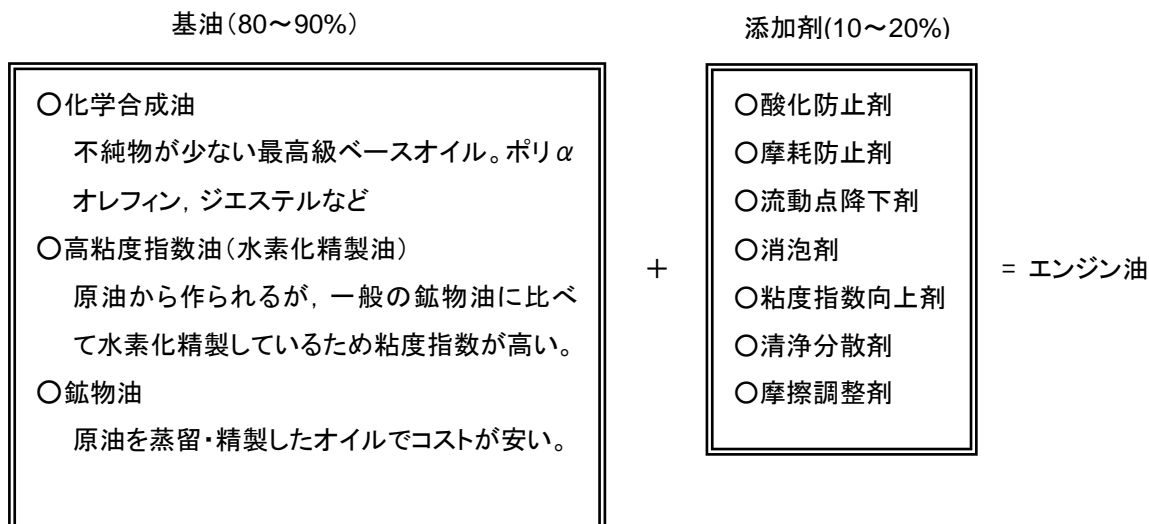 基油(80～90%)
添加剤(10～20%)
○化学合成油
不純物が少ない最高級ベースオイル。ポリα
オレフィン, ジエステルなど
○高粘度指数油(水素化精製油)
原油から作られるが, 一般の鉱物油に比べ
て水素化精製しているため粘度指数が高い。
○鉱物油
原油を蒸留・精製したオイルでコストが安い。
＋
○酸化防止剤
○摩耗防止剤
○流動点降下剤
○消泡剤
○粘度指数向上剤
○清浄分散剤
○摩擦調整剤
= エンジン油